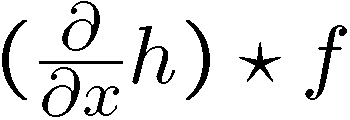 (∂/∂x h) ⋆ f